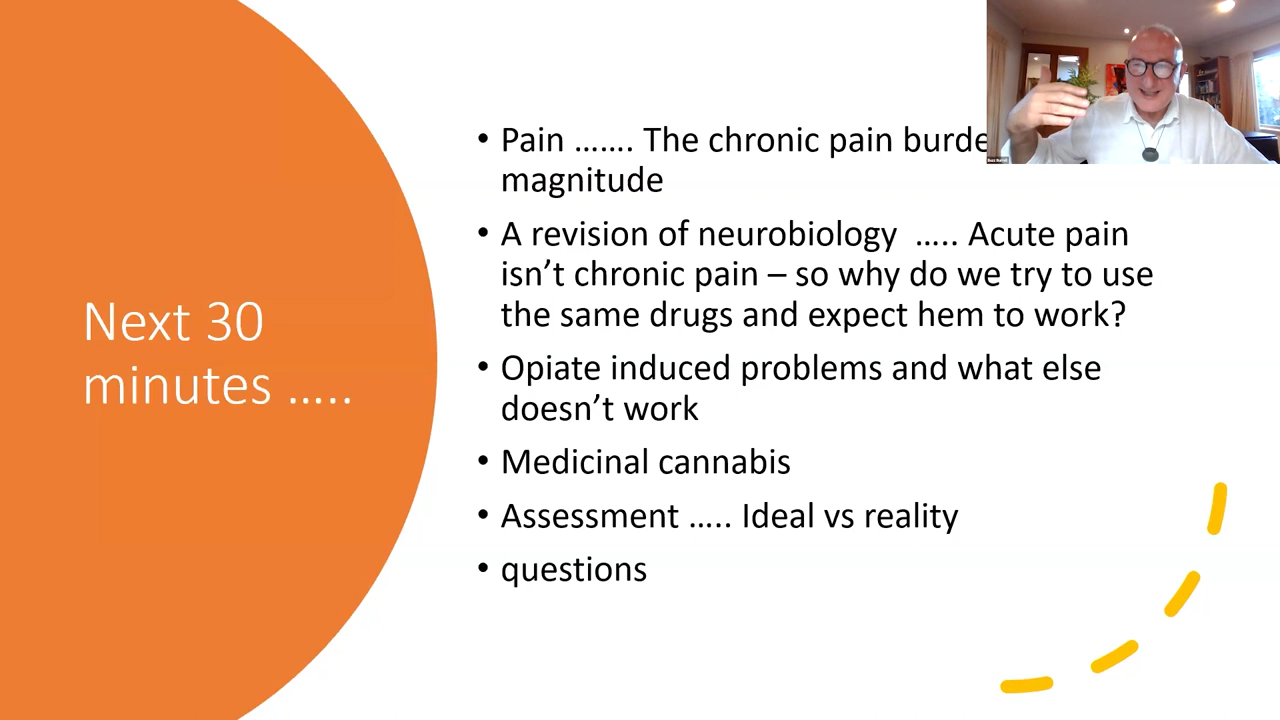 Next 30
minutes …..
• Pain ……. The chronic pain burde
magnitude
• A revision of neurobiology ….. Acute pain
isn’t chronic pain – so why do we try to use
the same drugs and expect hem to work?
• Opiate induced problems and what else
doesn’t work
• Medicinal cannabis
• Assessment ….. Ideal vs reality
• questions